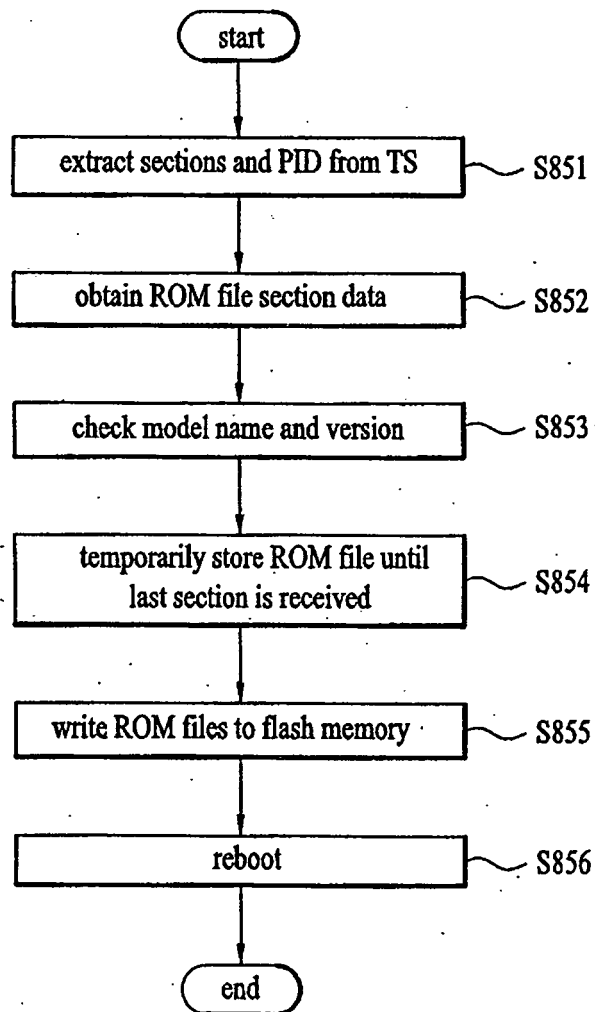 start
extract sections and PID from TS
S851
obtain ROM file section data
S852
check model name and version
S853
temporarily store ROM file until
last section is received
S854
write ROM files to flash memory
S855
reboot
S856
end